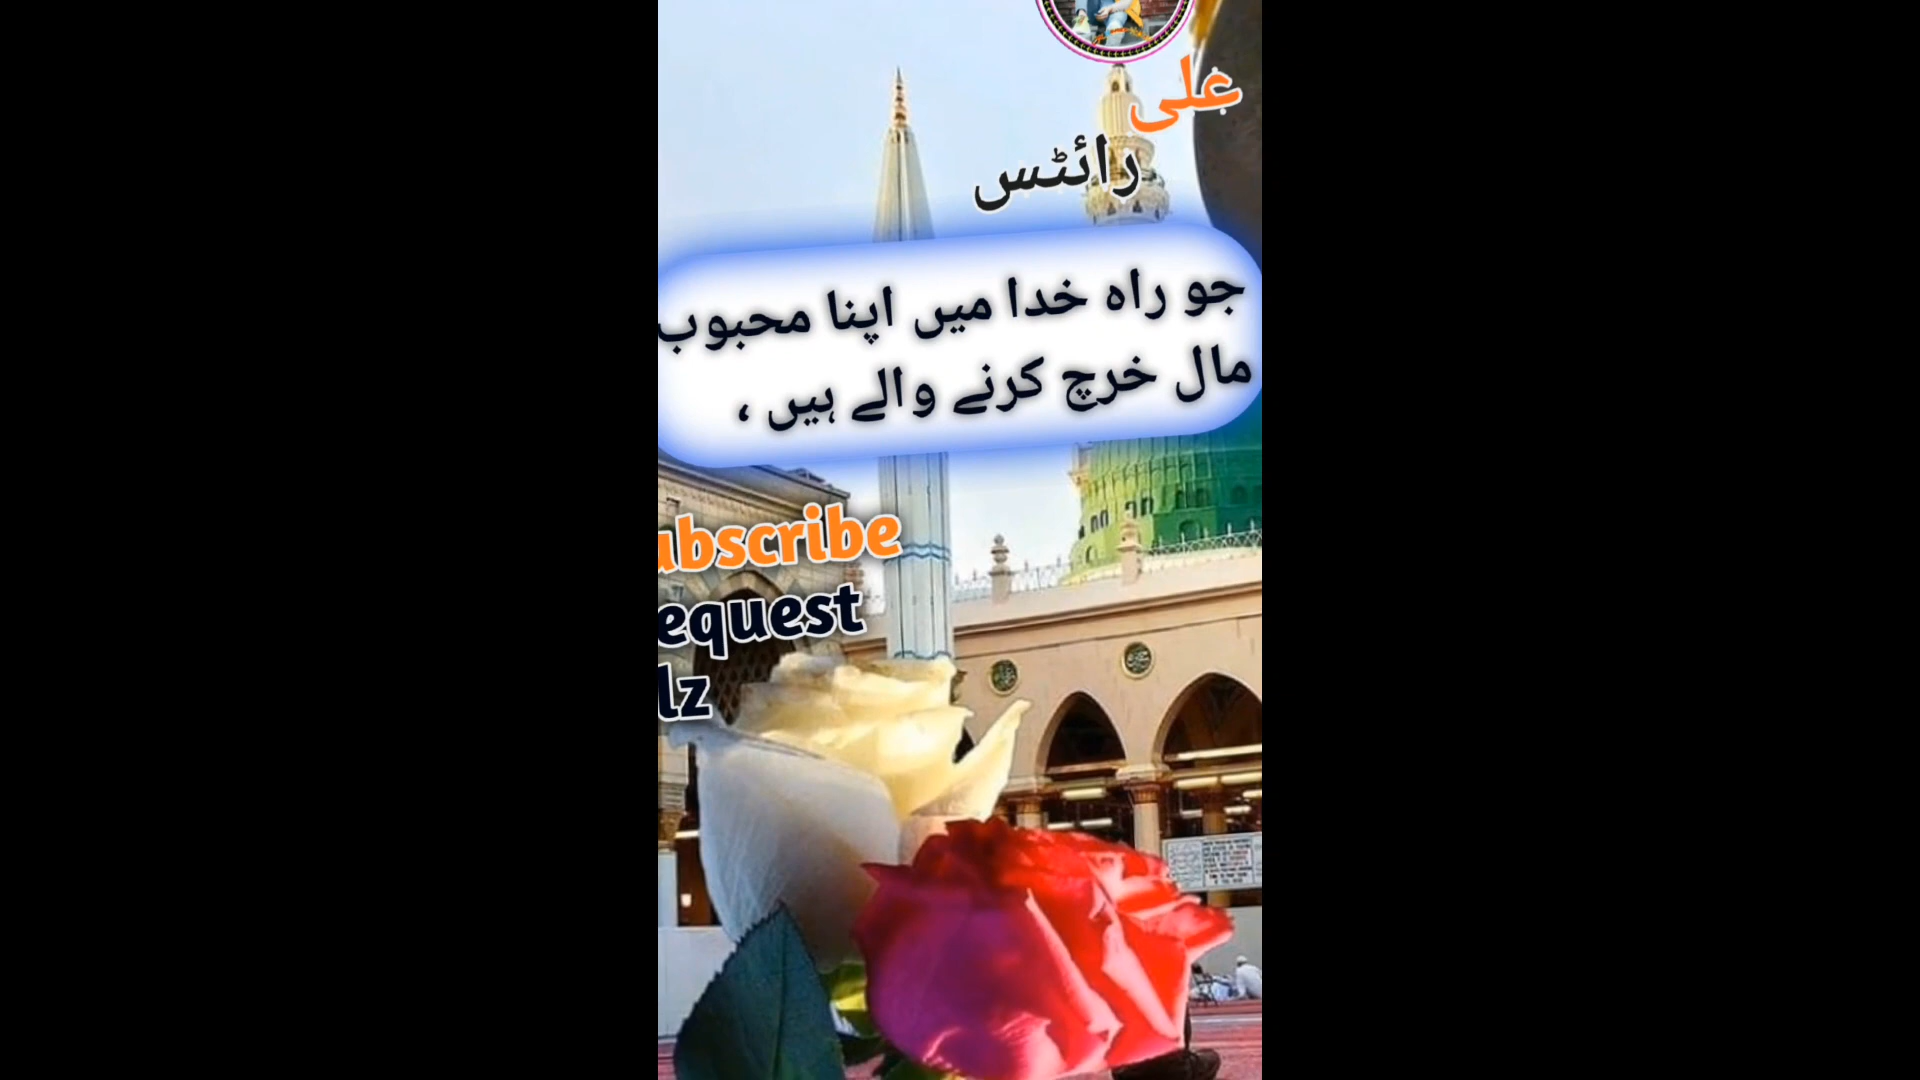 علی
رائٹس
جو راہ خدا میں اپنا محبوب
مال خرچ کرنے والے ہیں ،
ubscribe
equest
lz